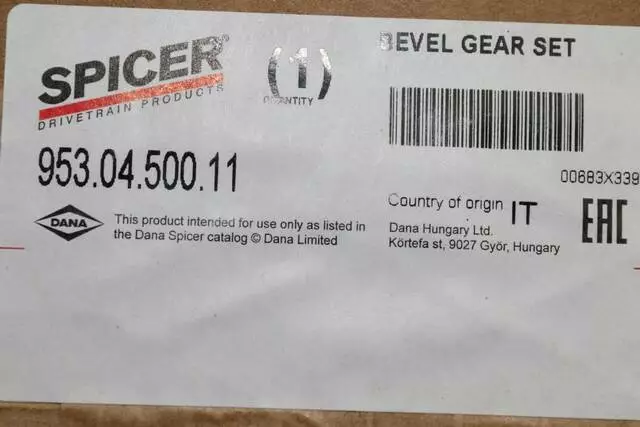 SPICER®
DRIVETRAIN PRODUCTS
(1)
QUANTITY
BEVEL GEAR SET
953.04.500.11
00683X339
DANA
This product intended for use only as listed in
the Dana Spicer catalog © Dana Limited
Country of origin IT
Dana Hungary Ltd.
Körtefa st, 9027 Győr, Hungary
EAC